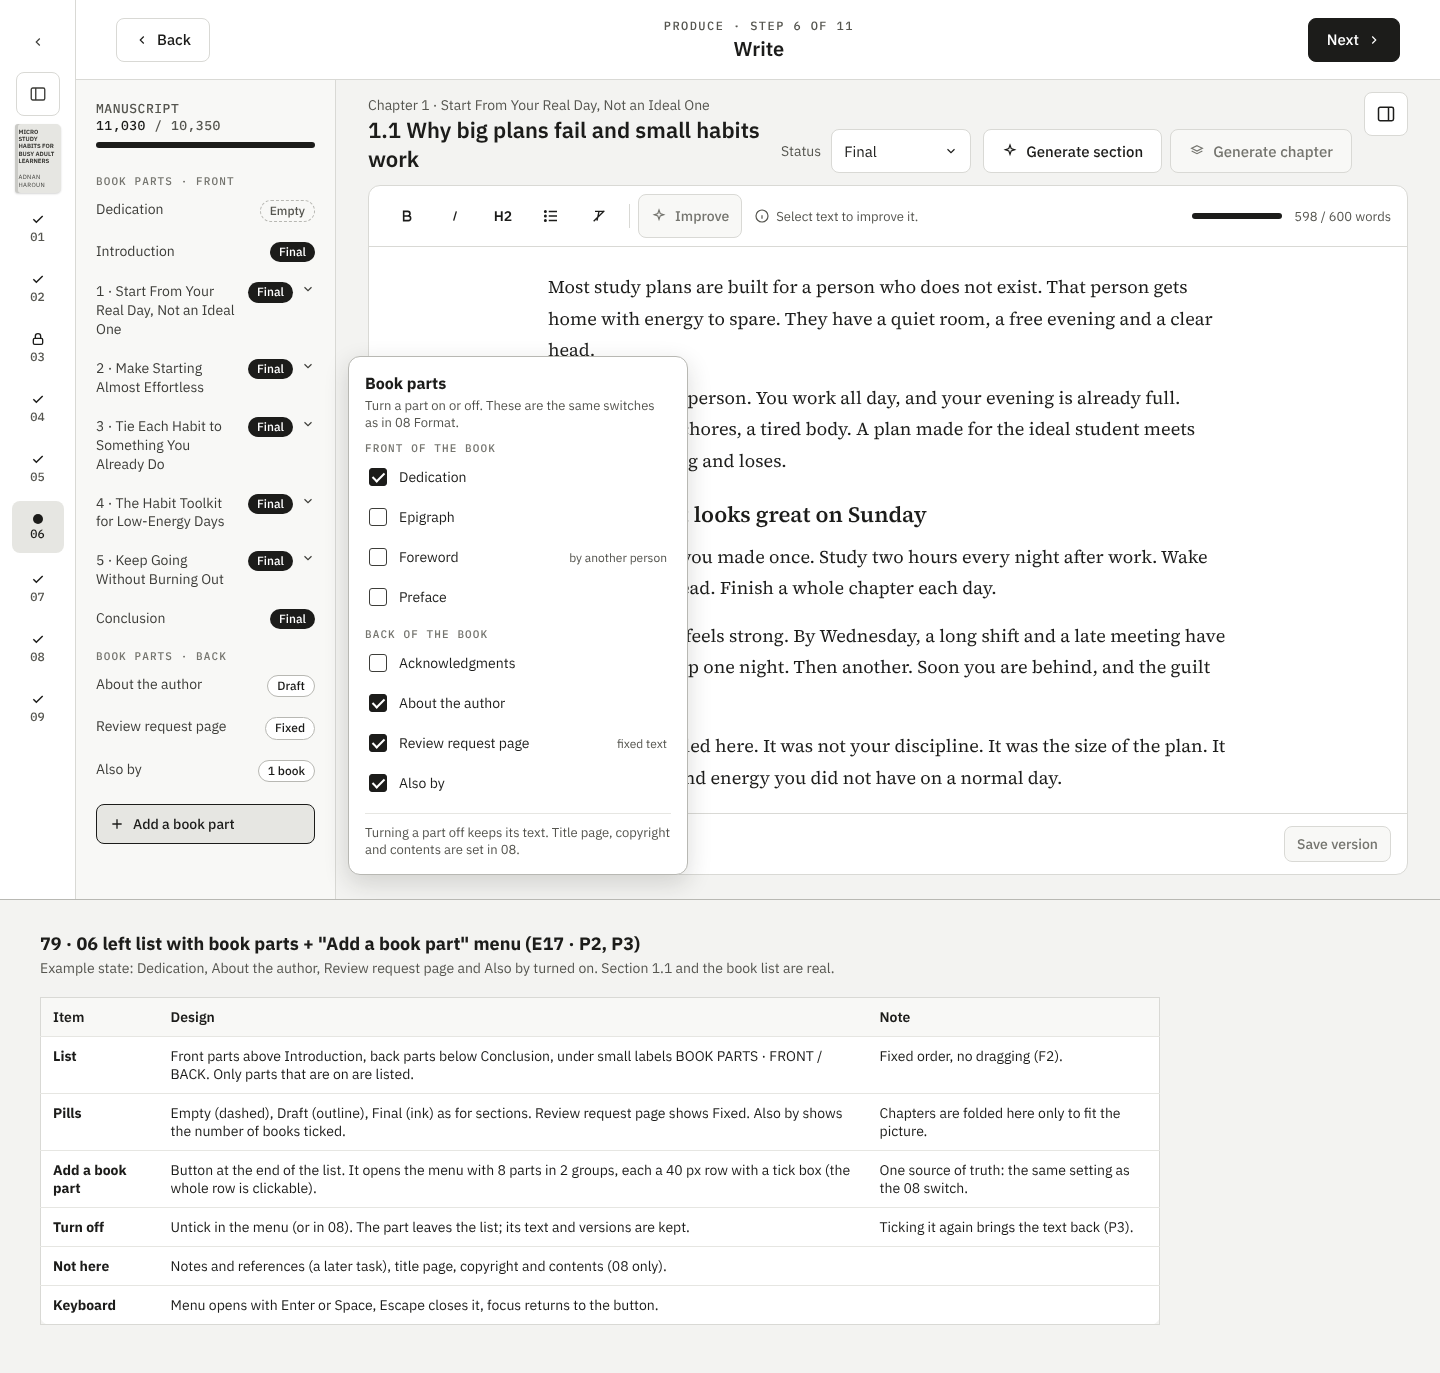 Back
PRODUCE · STEP 6 OF 11
Write
Next
MICRO
STUDY
HABITS FOR
BUSY ADULT
LEARNERS
ADNAN
HAROUN
01
02
03
04
05
06
07
08
09
MANUSCRIPT
11,030 / 10,350
BOOK PARTS · FRONT
Dedication Empty
Introduction Final
1 · Start From Your Final
Real Day, Not an Ideal
One
2 · Make Starting Final
Almost Effortless
3 · Tie Each Habit to Final
Something You
Already Do
4 · The Habit Toolkit Final
for Low-Energy Days
5 · Keep Going Final
Without Burning Out
Conclusion Final
BOOK PARTS · BACK
About the author Draft
Review request page Fixed
Also by 1 book
+ Add a book part
Chapter 1 · Start From Your Real Day, Not an Ideal One
1.1 Why big plans fail and small habits
work
Status Final Generate section Generate chapter
B I H2 Improve Select text to improve it. 598 / 600 words
Most study plans are built for a person who does not exist. That person gets
home with energy to spare. They have a quiet room, a free evening and a clear
head.
person. You work all day, and your evening is already full.
hores, a tired body. A plan made for the ideal student meets
g and loses.
looks great on Sunday
you made once. Study two hours every night after work. Wake
ead. Finish a whole chapter each day.
feels strong. By Wednesday, a long shift and a late meeting have
p one night. Then another. Soon you are behind, and the guilt
led here. It was not your discipline. It was the size of the plan. It
nd energy you did not have on a normal day.
Save version
Book parts
Turn a part on or off. These are the same switches
as in 08 Format.
FRONT OF THE BOOK
Dedication
Epigraph
Foreword by another person
Preface
BACK OF THE BOOK
Acknowledgments
About the author
Review request page fixed text
Also by
Turning a part off keeps its text. Title page, copyright
and contents are set in 08.
79 · 06 left list with book parts + "Add a book part" menu (E17 · P2, P3)
Example state: Dedication, About the author, Review request page and Also by turned on. Section 1.1 and the book list are real.
Item Design Note
List Front parts above Introduction, back parts below Conclusion, under small labels BOOK PARTS · FRONT / Fixed order, no dragging (F2).
BACK. Only parts that are on are listed.
Pills Empty (dashed), Draft (outline), Final (ink) as for sections. Review request page shows Fixed. Also by shows Chapters are folded here only to fit the
the number of books ticked. picture.
Add a book Button at the end of the list. It opens the menu with 8 parts in 2 groups, each a 40 px row with a tick box (the One source of truth: the same setting as
part whole row is clickable). the 08 switch.
Turn off Untick in the menu (or in 08). The part leaves the list; its text and versions are kept. Ticking it again brings the text back (P3).
Not here Notes and references (a later task), title page, copyright and contents (08 only).
Keyboard Menu opens with Enter or Space, Escape closes it, focus returns to the button.